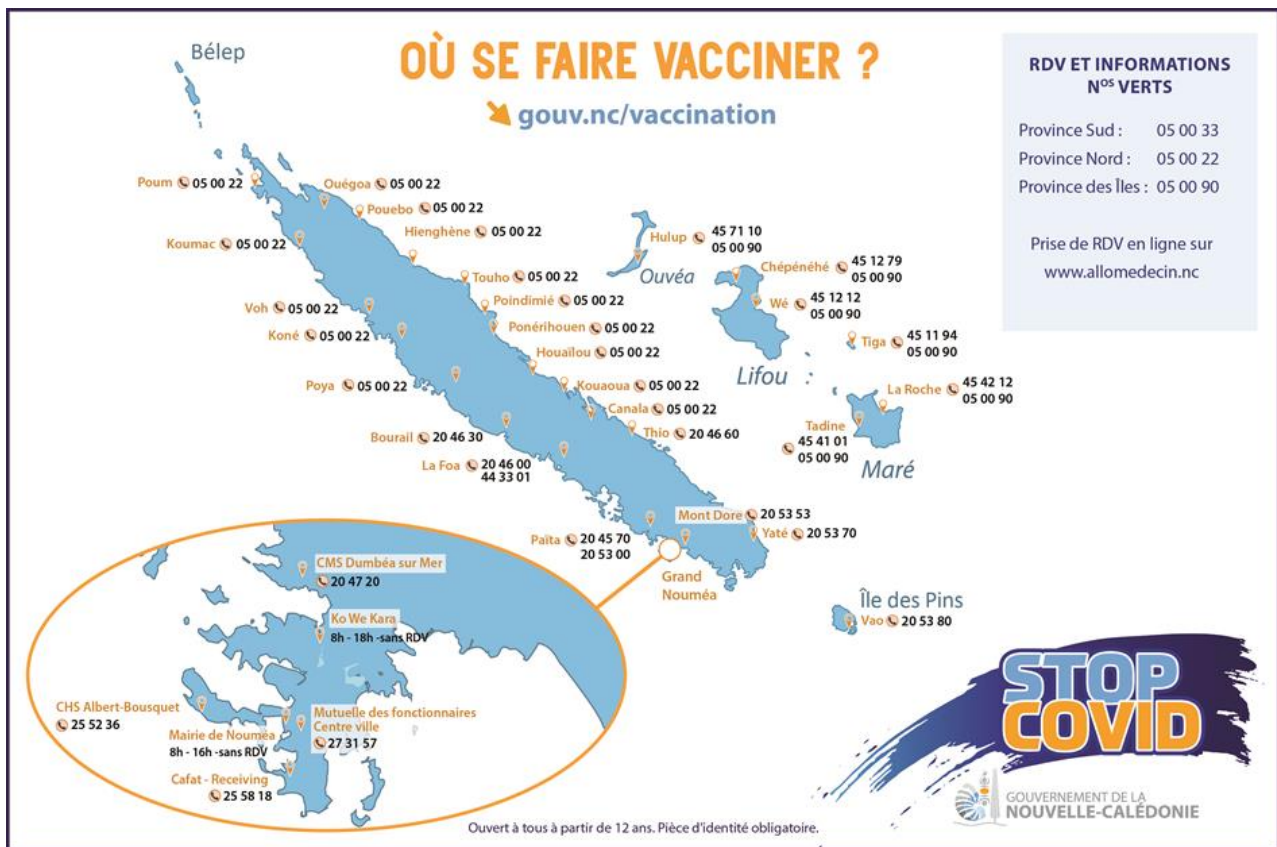 OÙ SE FAIRE VACCINER ?
gouv.nc/vaccination
RDV ET INFORMATIONS
NOS VERTS
Province Sud : 05 00 33
Province Nord : 05 00 22
Province des Îles : 05 00 90
Prise de RDV en ligne sur
www.allomedecin.nc
Bélep
Poum 05 00 22
Ouégoa 05 00 22
Pouebo 05 00 22
Hienghène 05 00 22
Koumac 05 00 22
Touho 05 00 22
Poindimié 05 00 22
Voh 05 00 22
Ponérihouen 05 00 22
Koné 05 00 22
Houaïlou 05 00 22
Poya 05 00 22
Kouaoua 05 00 22
Canala 05 00 22
Thio 20 46 60
Bourail 20 46 30
La Foa 20 46 00
44 33 01
Hulup 45 71 10
05 00 90
Ouvéa
Chépénéhé 45 12 79
05 00 90
Wé 45 12 12
05 00 90
Lifou
Tiga 45 11 94
05 00 90
La Roche 45 42 12
05 00 90
Tadine
45 41 01
05 00 90
Maré
Mont Dore 20 53 53
Yaté 20 53 70
Païta 20 45 70
20 53 00
Grand
Nouméa
Île des Pins
Vao 20 53 80
CMS Dumbéa sur Mer
20 47 20
Ko We Kara
8h - 18h -sans RDV
CHS Albert-Bousquet
25 52 36
Mairie de Nouméa
8h - 16h -sans RDV
Mutuelle des fonctionnaires
Centre ville
27 31 57
Cafat - Receiving
25 58 18
STOP
COVID
GOUVERNEMENT DE LA
NOUVELLE-CALÉDONIE
Ouvert à tous à partir de 12 ans. Pièce d'identité obligatoire.